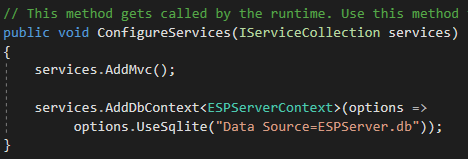 // This method gets called by the runtime. Use this method
public void ConfigureServices(IServiceCollection services)
{
services.AddMvc();
services.AddDbContext<ESPServerContext>(options =>
options.UseSqlite("Data Source=ESPServer.db"));
}